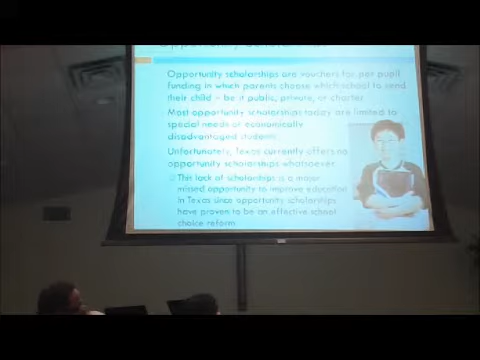 Opportunity Scholarships
Opportunity scholarships are vouchers for per pupil
funding in which parents choose which school to send
their child – be it public, private, or charter.
Most opportunity scholarships today are limited to
special needs or economically
disadvantaged students.
Unfortunately, Texas currently offers no
opportunity scholarships whatsoever.
This lack of scholarships is a major
missed opportunity to improve education
in Texas since opportunity scholarships
have proven to be an effective school
choice reform.